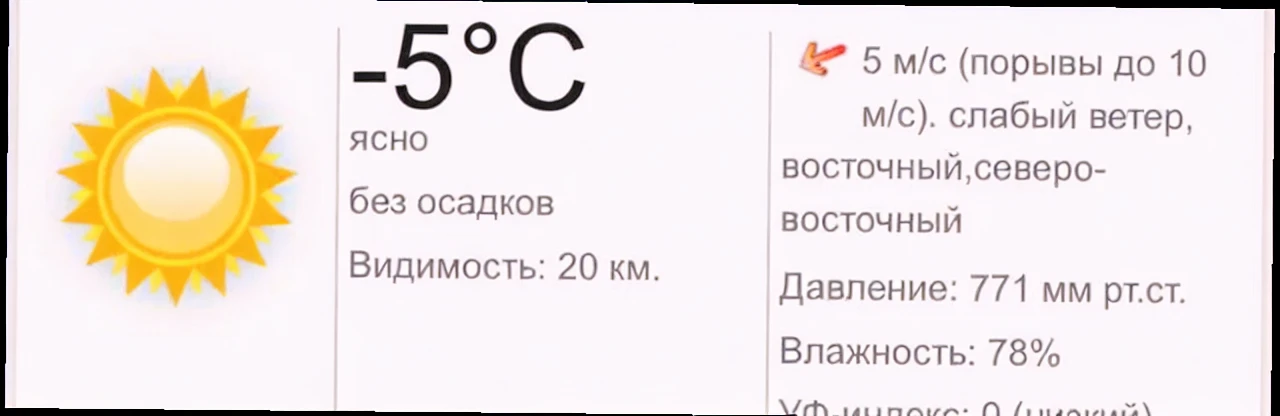 -5°C
ясно
без осадков
Видимость: 20 км.
5 м/с (порывы до 10
м/с). слабый ветер,
восточный,северо-
восточный
Давление: 771 мм рт.ст.
Влажность: 78%
УФ-индекс: 0 (низкий)